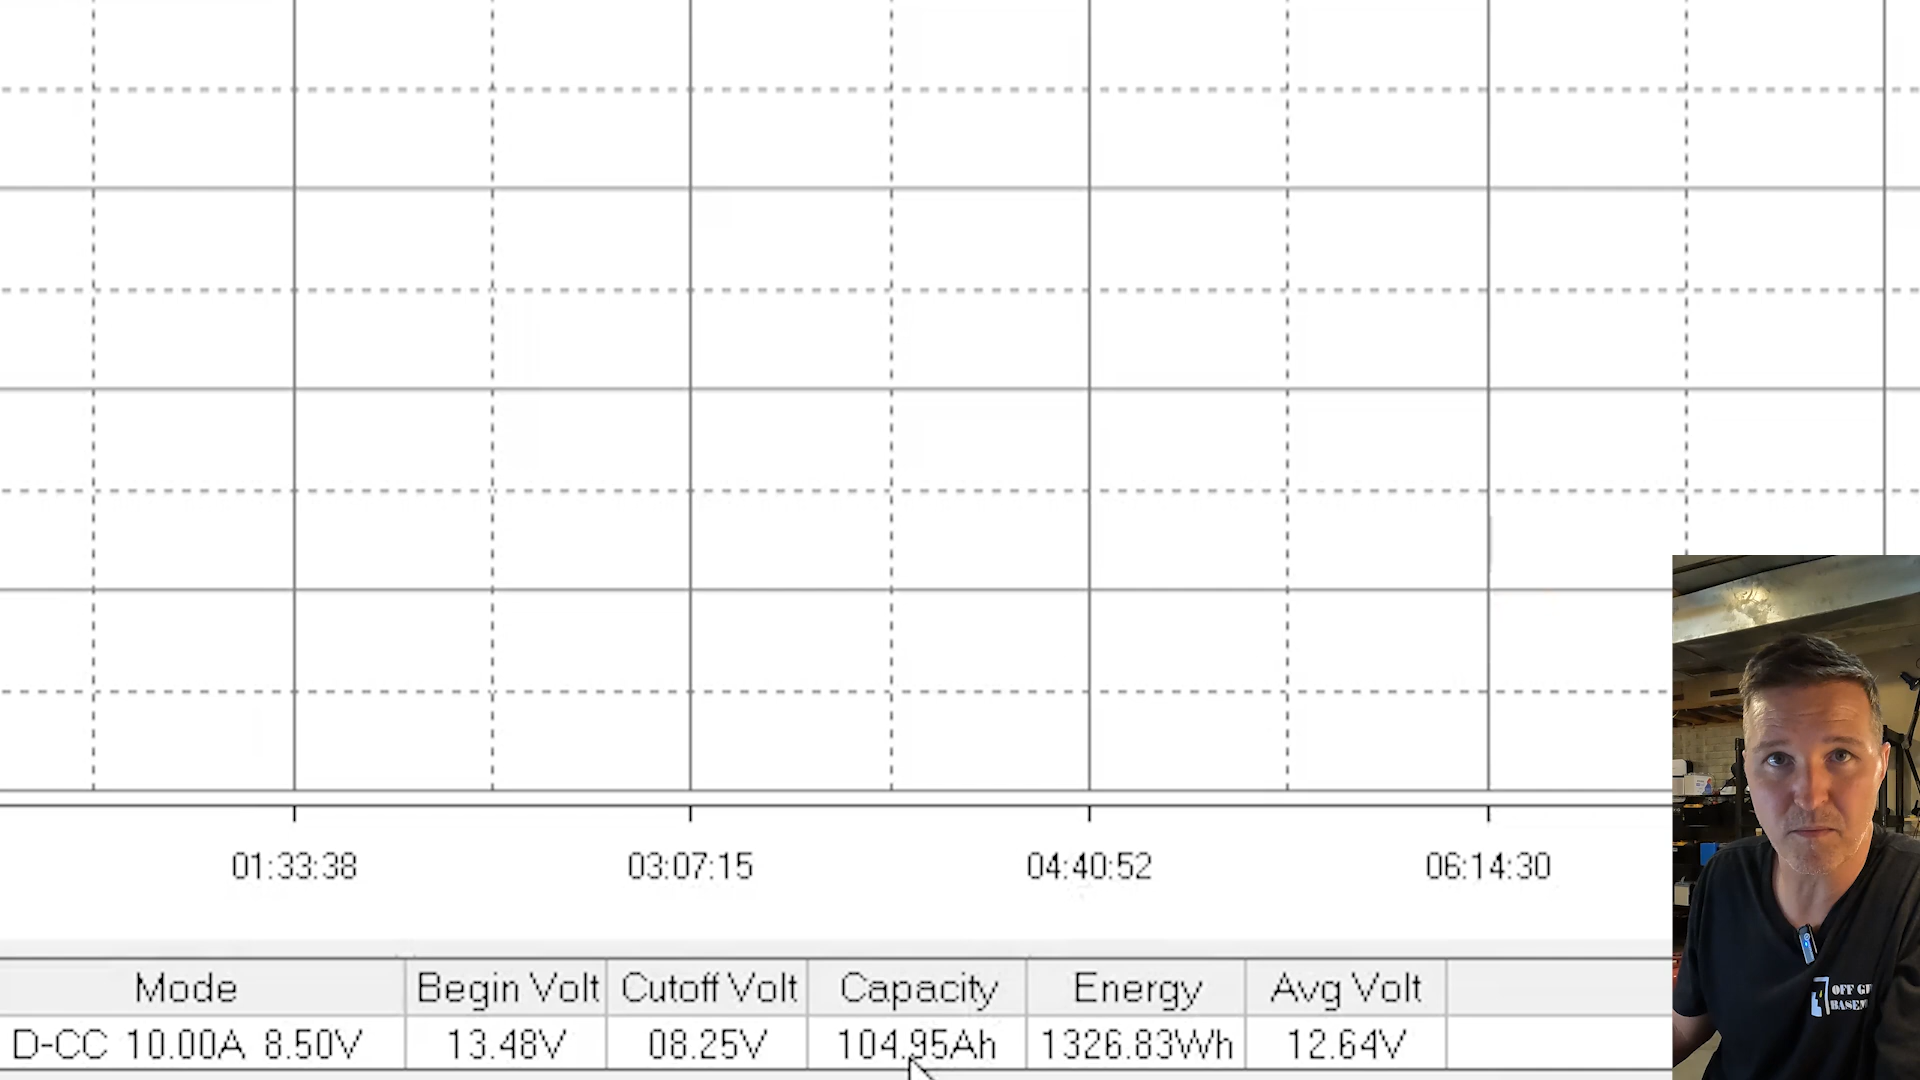 01:33:38 03:07:15 04:40:52 06:14:30
Mode Begin Volt Cutoff Volt Capacity Energy Avg Volt
D-CC 10.00A 8.50V 13.48V 08.25V 104.95Ah 1326.83Wh 12.64V
OFF